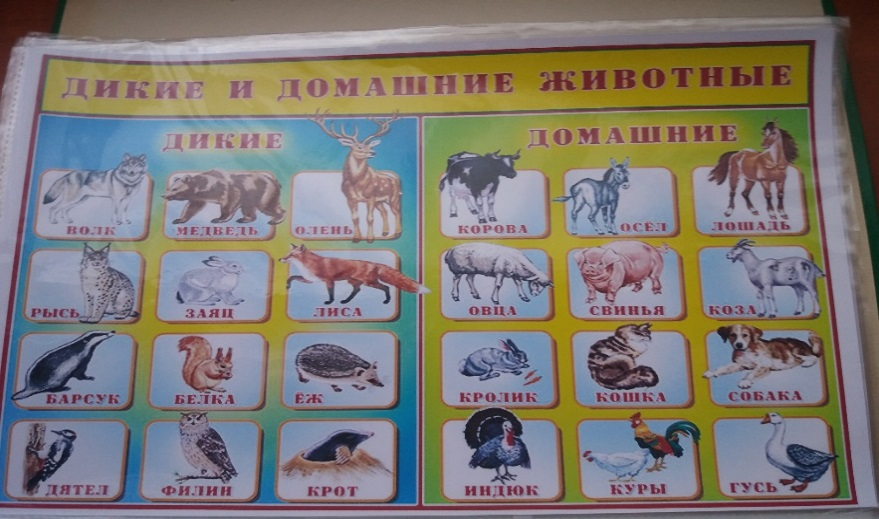 ДИКИЕ И ДОМАШНИЕ ЖИВОТНЫЕ
ДИКИЕ
ВОЛК
МЕДВЕДЬ
ОЛЕНЬ
РЫСЬ
ЗАЯЦ
ЛИСА
БАРСУК
БЕЛКА
ЁЖ
ДЯТЕЛ
ФИЛИН
КРОТ
ДОМАШНИЕ
КОРОВА
ОСЁЛ
ЛОШАДЬ
ОВЦА
СВИНЬЯ
КОЗА
КРОЛИК
КОШКА
СОБАКА
ИНДЮК
КУРЫ
ГУСЬ